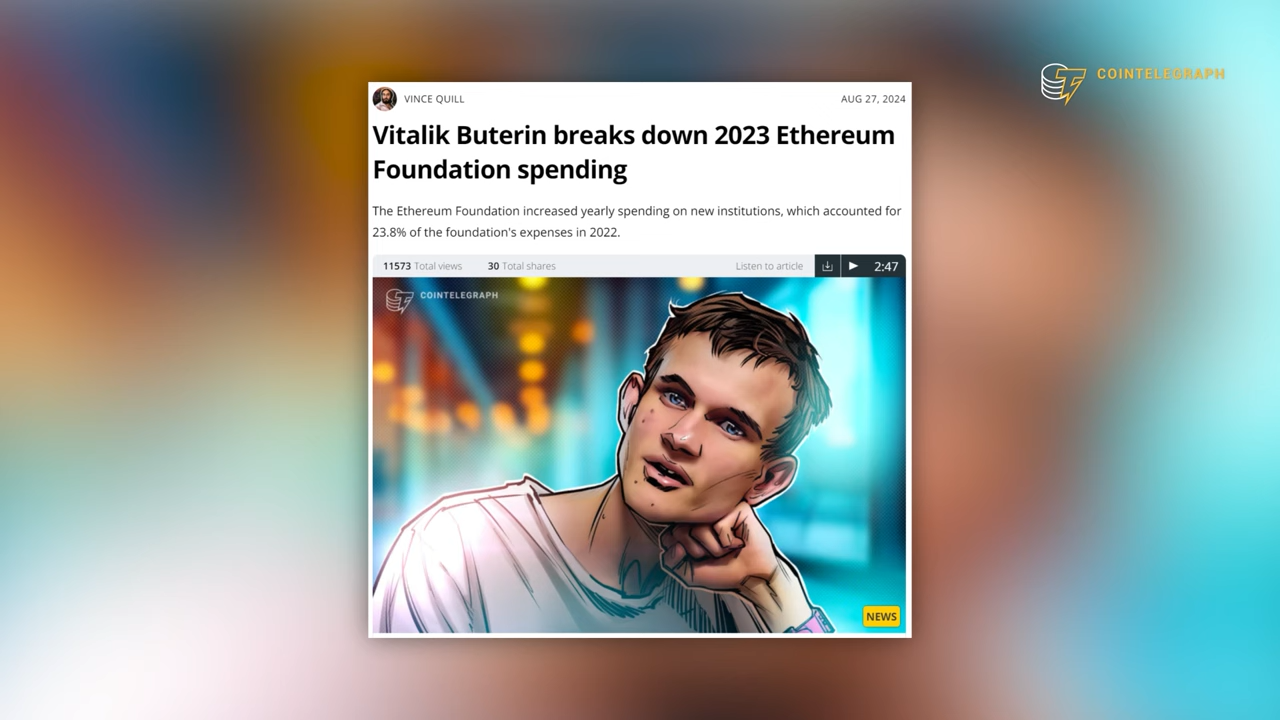 COINTELEGRAPH
VINCE QUILL
AUG 27, 2024
Vitalik Buterin breaks down 2023 Ethereum
Foundation spending
The Ethereum Foundation increased yearly spending on new institutions, which accounted for
23.8% of the foundation's expenses in 2022.
11573 Total views 30 Total shares Listen to article 2:47
COINTELEGRAPH
NEWS